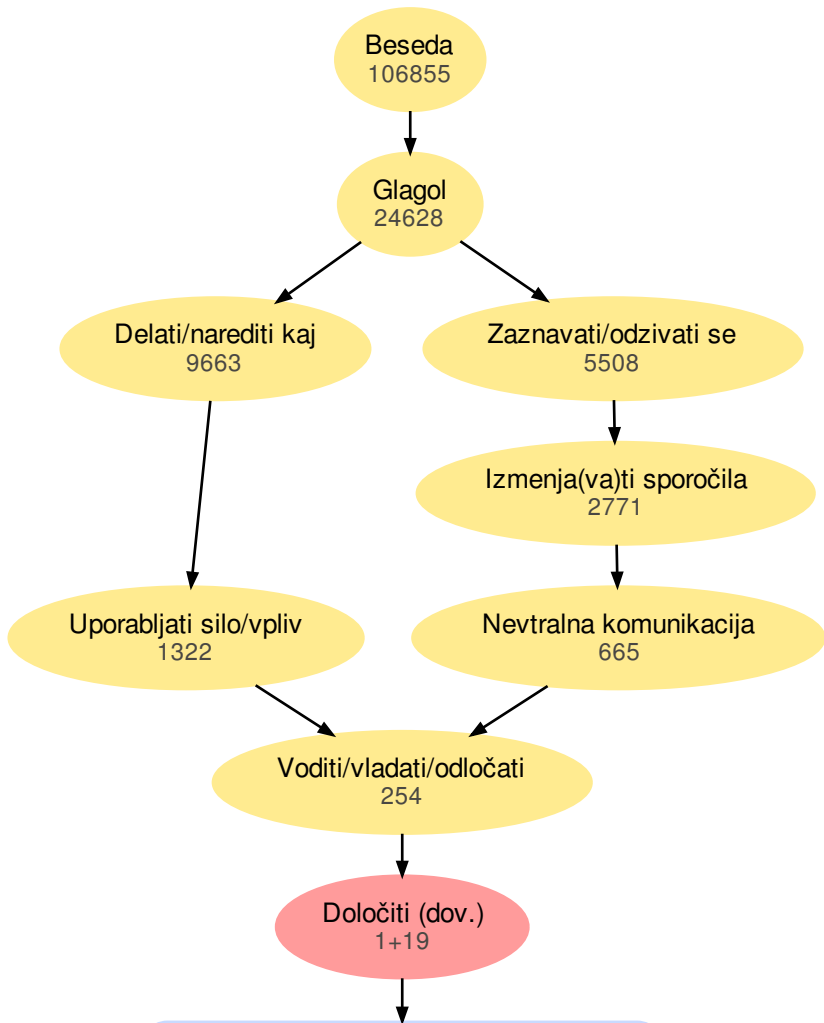 Beseda
106855
Glagol
24628
Delati/narediti kaj
9663
Zaznavati/odzivati se
5508
Izmenja(va)ti sporočila
2771
Uporabljati silo/vpliv
1322
Nevtralna komunikacija
665
Voditi/vladati/odločati
254
Določiti (dov.)
1+19